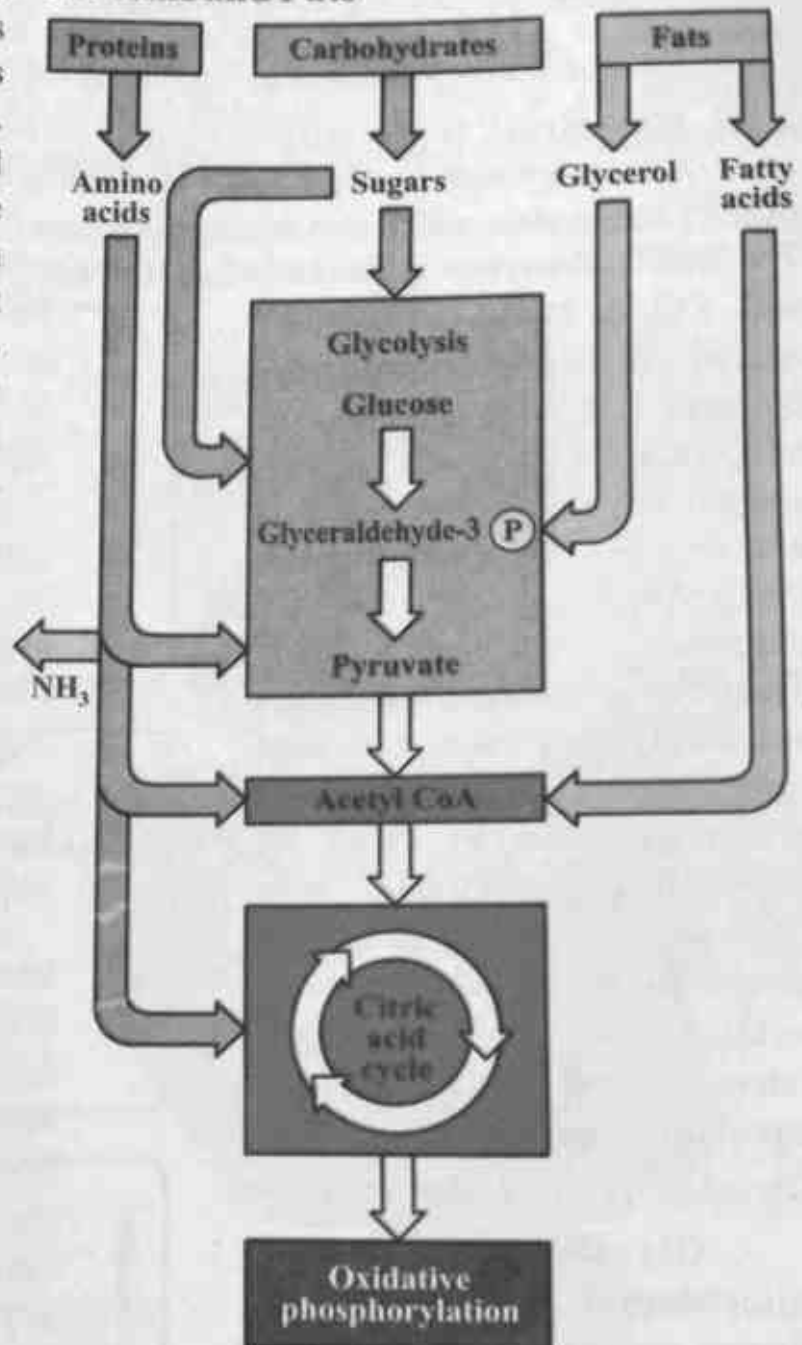 Proteins
Carbohydrates
Fats
Amino
acids
Sugars
Glycerol
Fatty
acids
Glycolysis
Glucose
Glyceraldehyde-3 P
Pyruvate
NH₃
Acetyl CoA
Citric
acid
cycle
Oxidative
phosphorylation